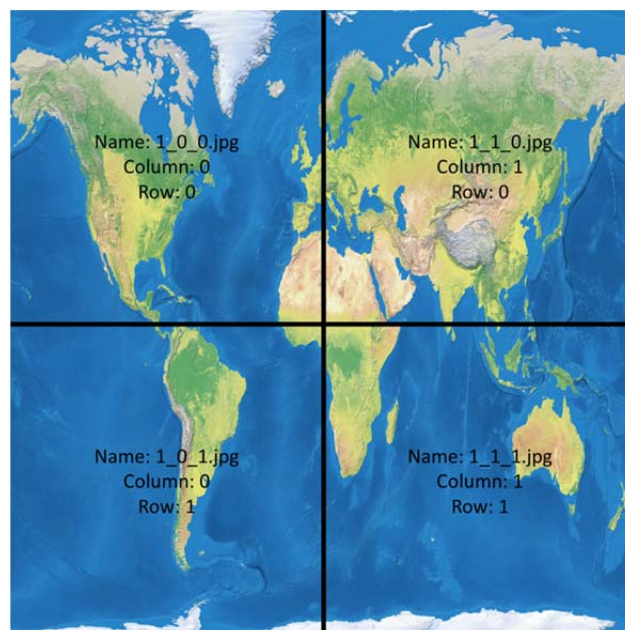 Name: 1_0_0.jpg
Column: 0
Row: 0
Name: 1_1_0.jpg
Column: 1
Row: 0
Name: 1_0_1.jpg
Column: 0
Row: 1
Name: 1_1_1.jpg
Column: 1
Row: 1